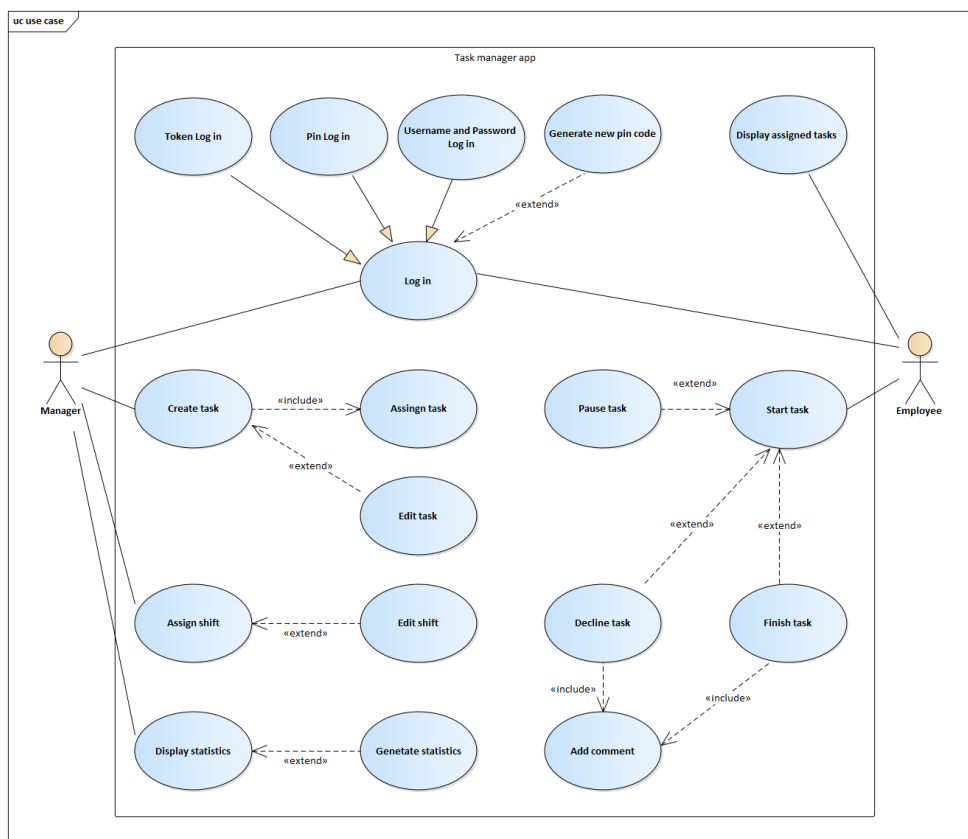 uc use case
Task manager app
Token Log in
Pin Log in
Username and Password
Log in
Generate new pin code
Display assigned tasks
«extend»
Log in
Manager
Employee
Create task
«include»
Assingn task
Pause task
«extend»
Start task
«extend»
Edit task
«extend»
«extend»
Assign shift
«extend»
Edit shift
Decline task
Finish task
«include»
«include»
Display statistics
«extend»
Genetate statistics
Add comment